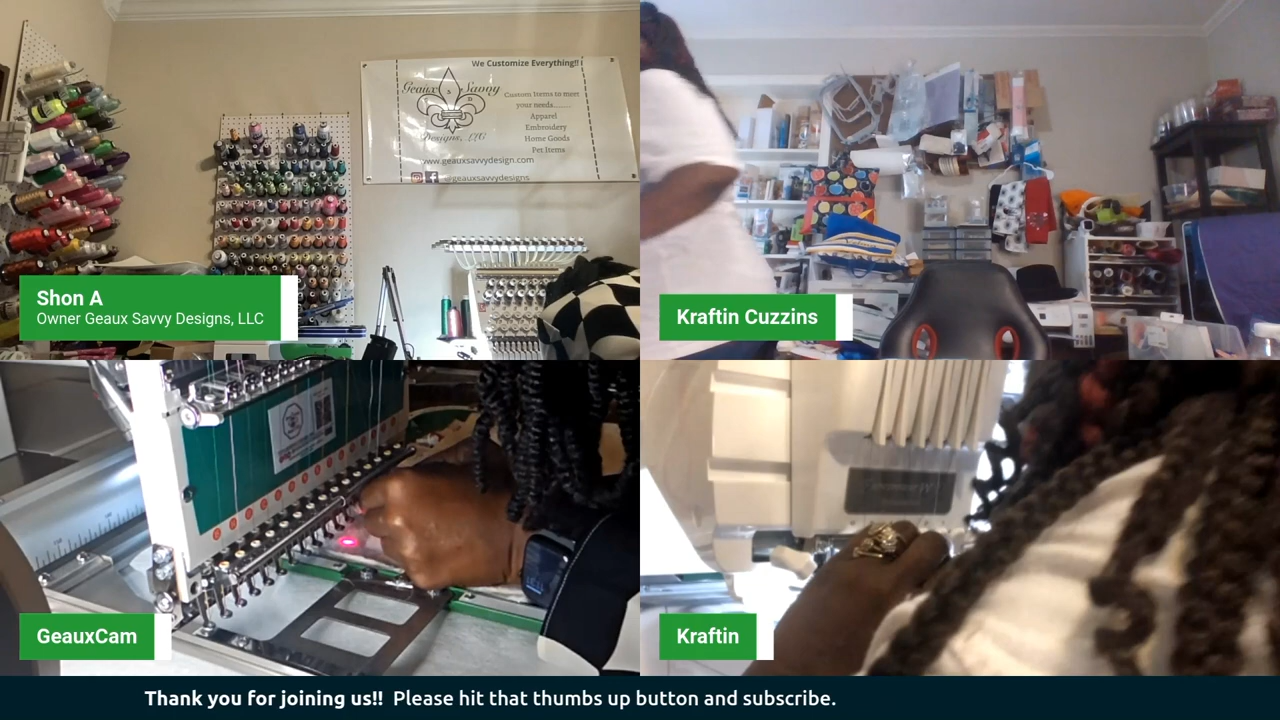 We Customize Everything!!
Geaux Savvy
S
D
Designs, LLC
Custom Items to meet
your needs.........
Apparel
Embroidery
Home Goods
Pet Items
www.geauxsavvydesign.com
@geauxsavvydesigns
Shon A
Owner Geaux Savvy Designs, LLC
Kraftin Cuzzins
GeauxCam
Kraftin
Thank you for joining us!! Please hit that thumbs up button and subscribe.